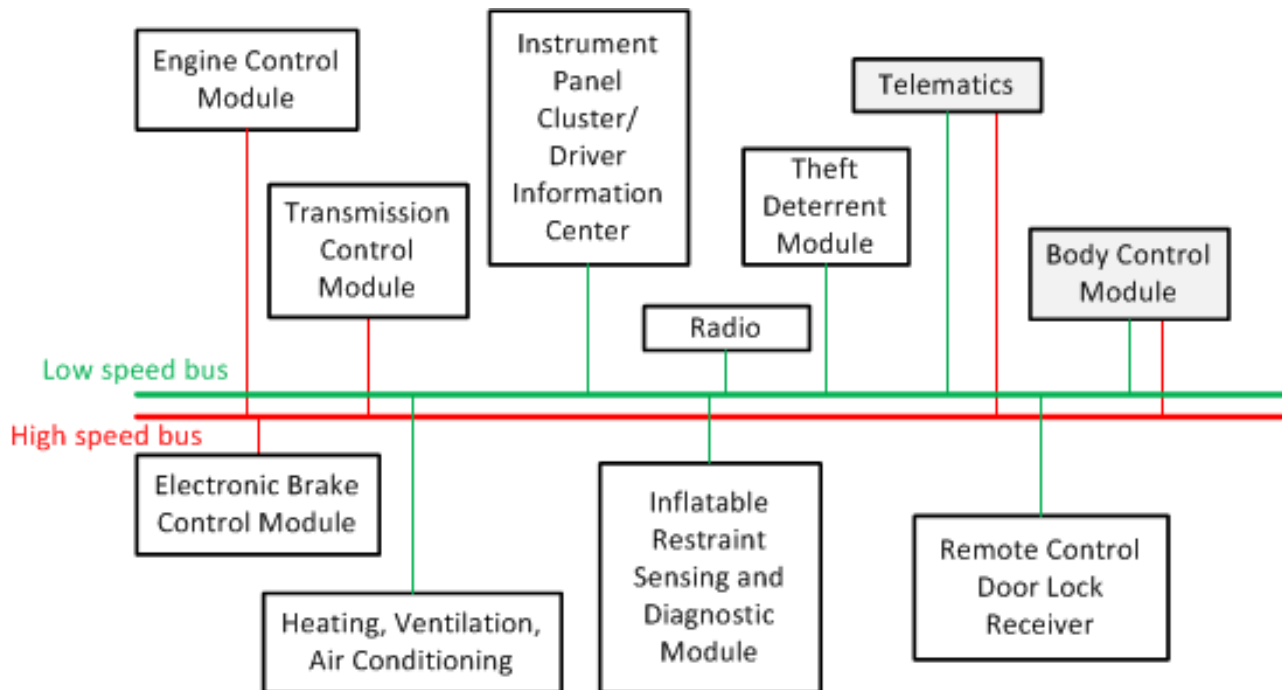 Engine Control
Module
Instrument
Panel
Cluster/
Driver
Information
Center
Telematics
Theft
Deterrent
Module
Transmission
Control
Module
Body Control
Module
Radio
Low speed bus
High speed bus
Electronic Brake
Control Module
Inflatable
Restraint
Sensing and
Diagnostic
Module
Remote Control
Door Lock
Receiver
Heating, Ventilation,
Air Conditioning